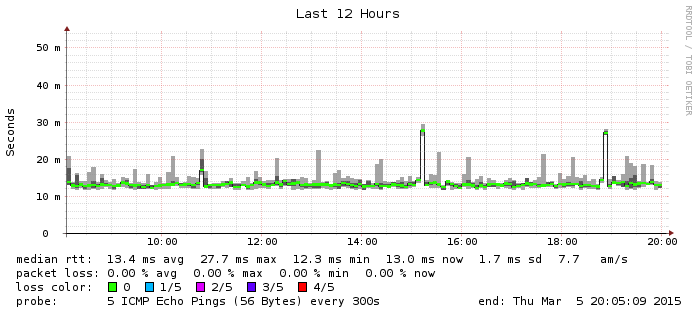 Last 12 Hours
RRDTOOL / TOBI OETIKER
Seconds
50 m
40 m
30 m
20 m
10 m
0
10:00 12:00 14:00 16:00 18:00 20:00
median rtt: 13.4 ms avg 27.7 ms max 12.3 ms min 13.0 ms now 1.7 ms sd 7.7 am/s
packet loss: 0.00 % avg 0.00 % max 0.00 % min 0.00 % now
loss color: 0 1/5 2/5 3/5 4/5
probe: 5 ICMP Echo Pings (56 Bytes) every 300s end: Thu Mar 5 20:05:09 2015